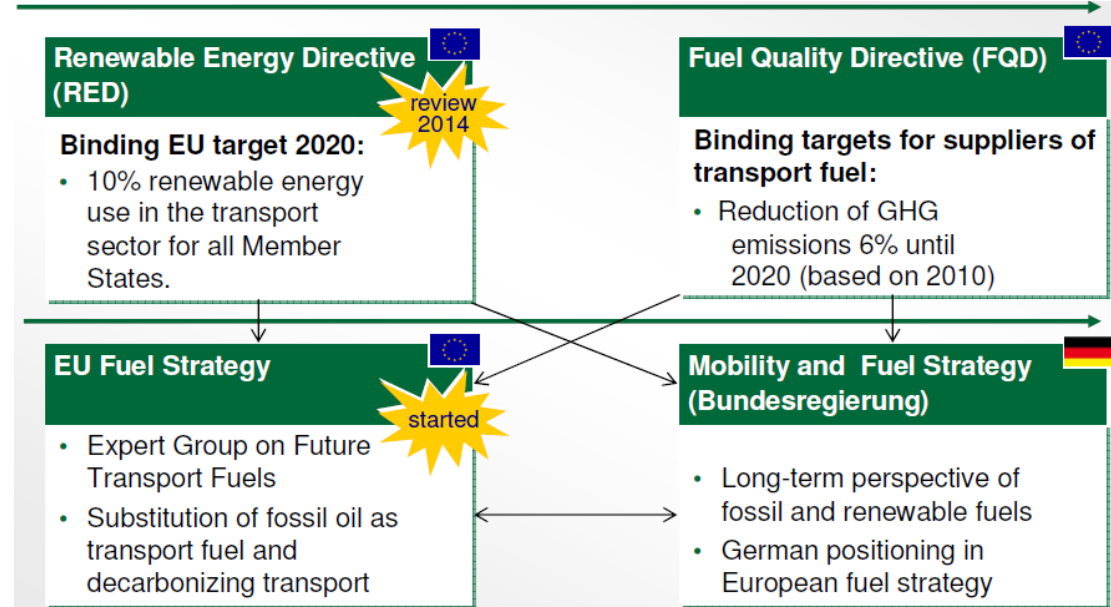 Renewable Energy Directive
(RED)
review
2014
Binding EU target 2020:
• 10% renewable energy
use in the transport
sector for all Member
States.
Fuel Quality Directive (FQD)
Binding targets for suppliers of
transport fuel:
• Reduction of GHG
emissions 6% until
2020 (based on 2010)
EU Fuel Strategy
started
• Expert Group on Future
Transport Fuels
• Substitution of fossil oil as
transport fuel and
decarbonizing transport
Mobility and Fuel Strategy
(Bundesregierung)
• Long-term perspective of
fossil and renewable fuels
• German positioning in
European fuel strategy